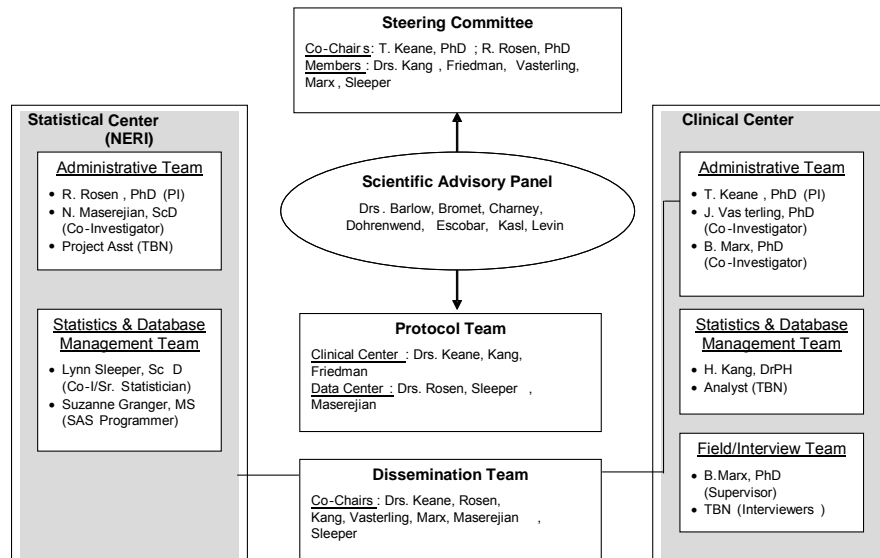 Steering Committee
Co-Chairs: T. Keane, PhD ; R. Rosen, PhD
Members : Drs. Kang , Friedman, Vasterling,
Marx , Sleeper
Statistical Center
(NERI)
Administrative Team
• R. Rosen , PhD (PI)
• N. Maserejian, ScD
(Co-Investigator)
• Project Asst (TBN)
Statistics & Database
Management Team
• Lynn Sleeper, Sc D
(Co-I/Sr. Statistician)
• Suzanne Granger, MS
(SAS Programmer)
Scientific Advisory Panel
Drs. Barlow, Bromet, Charney,
Dohrenwend, Escobar, Kasl, Levin
Protocol Team
Clinical Center : Drs. Keane, Kang,
Friedman
Data Center : Drs. Rosen, Sleeper ,
Maserejian
Dissemination Team
Co-Chairs : Drs. Keane, Rosen,
Kang, Vasterling, Marx, Maserejian ,
Sleeper
Clinical Center
Administrative Team
• T. Keane , PhD (PI)
• J. Vas terling, PhD
(Co-Investigator)
• B. Marx, PhD
(Co-Investigator)
Statistics & Database
Management Team
• H. Kang, DrPH
• Analyst (TBN)
Field/Interview Team
• B.Marx, PhD
(Supervisor)
• TBN (Interviewers )